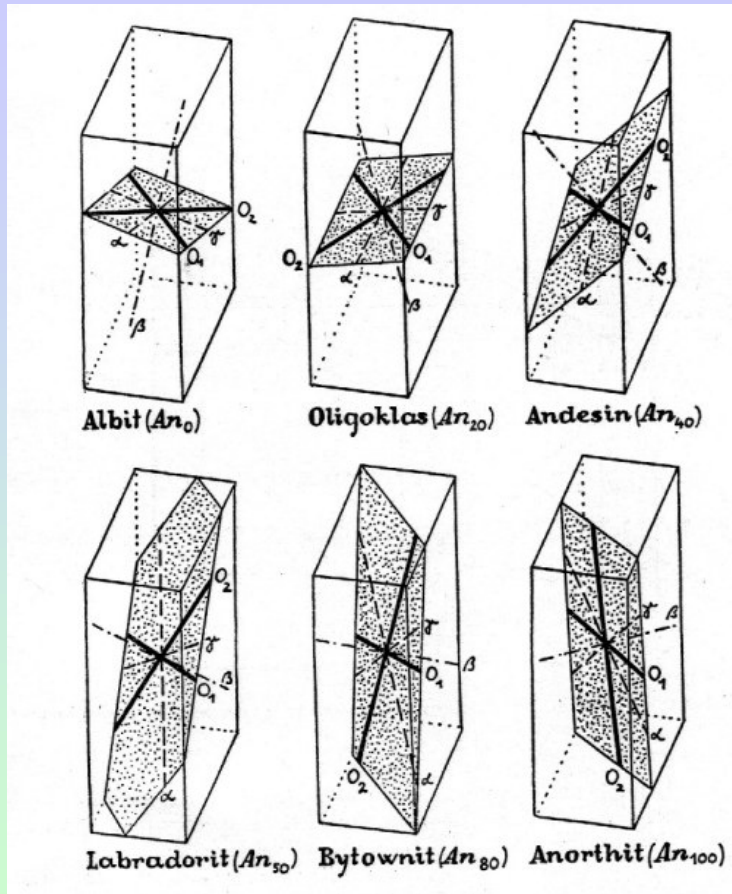 O₂
α
γ
O₁
β
Albit (An₀)
γ
O₂
α
O₁
β
Oligoklas (An₂₀)
O₂
γ
O₁
β
α
Andesin (An₄₀)
O₂
γ
β
O₁
α
Labradorit (An₅₀)
γ
β
O₁
O₂
α
Bytownit (An₈₀)
γ
β
O₁
α
O₂
Anorthit (An₁₀₀)